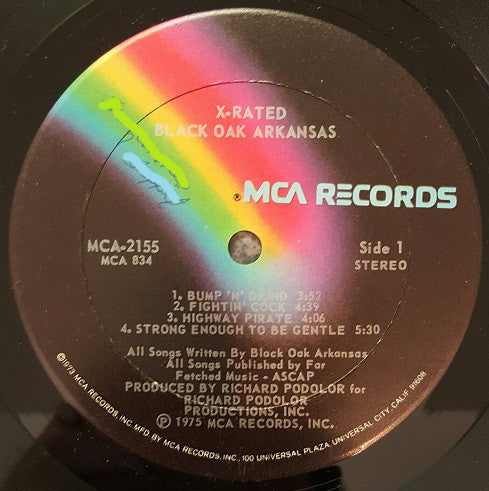 X-RATED
BLACK OAK ARKANSAS
®MCA RECORDS
MCA-2155
MCA 834
Side 1
STEREO
1. BUMP 'N' GRIND 3:52
2. FIGHTIN' COCK 4:39
3. HIGHWAY PIRATE 4:06
4. STRONG ENOUGH TO BE GENTLE 5:30
All Songs Written By Black Oak Arkansas
All Songs Published by Far
Fetched Music - ASCAP
PRODUCED BY RICHARD PODOLOR for
RICHARD PODOLOR
PRODUCTIONS, INC.
Ⓟ 1975 MCA RECORDS, INC.
©1973 MCA RECORDS, INC MFD BY MCA RECORDS, INC., 100 UNIVERSAL PLAZA, UNIVERSAL CITY, CALIF. 91608